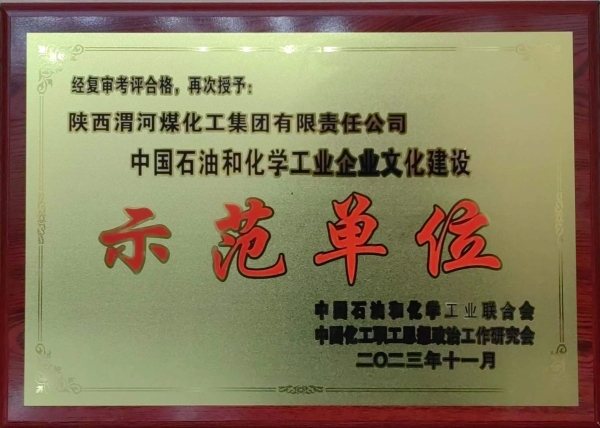 经复审考评合格，再次授予：
陕西渭河煤化工集团有限责任公司
中国石油和化学工业企业文化建设
示范单位
中国石油和化学工业联合会
中国化工职工思想政治工作研究会
二〇二三年十一月